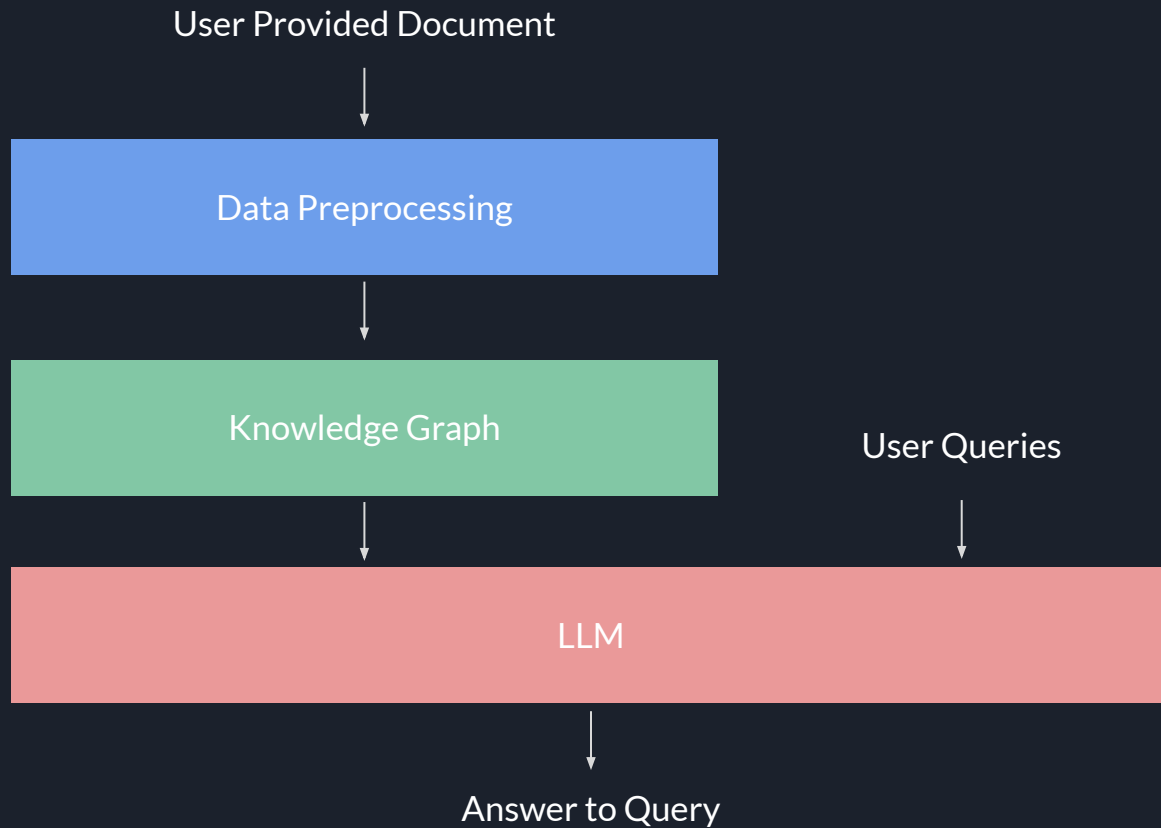 User Provided Document
Data Preprocessing
Knowledge Graph
User Queries
LLM
Answer to Query